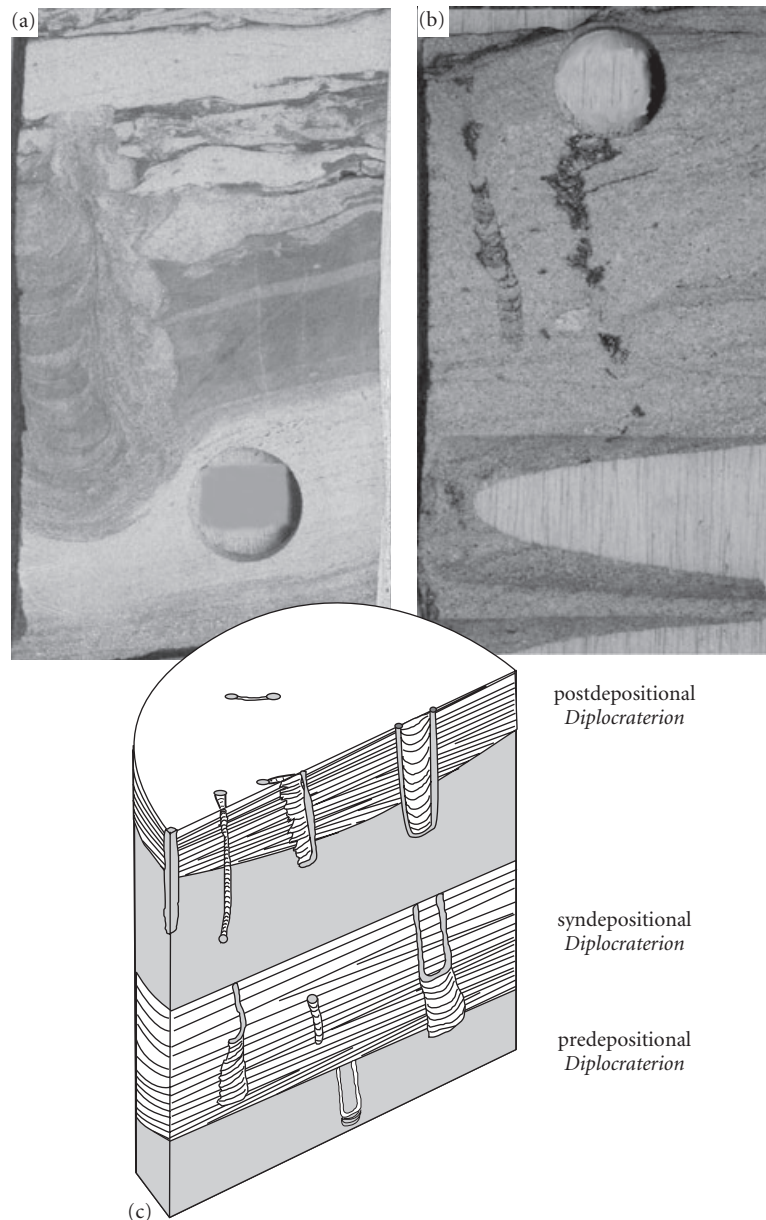 (a)
(b)
postdepositional
Diplocraterion
syndepositional
Diplocraterion
predepositional
Diplocraterion
(c)